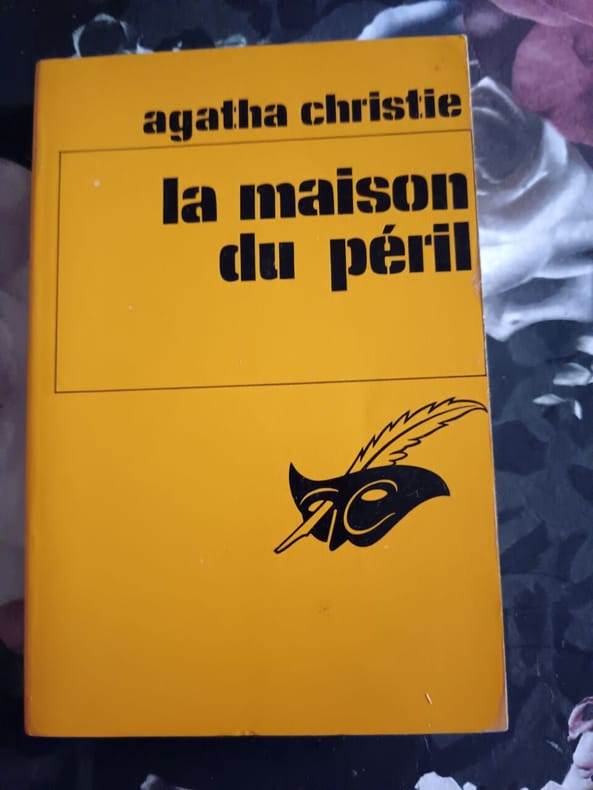 agatha christie
la maison
du péril